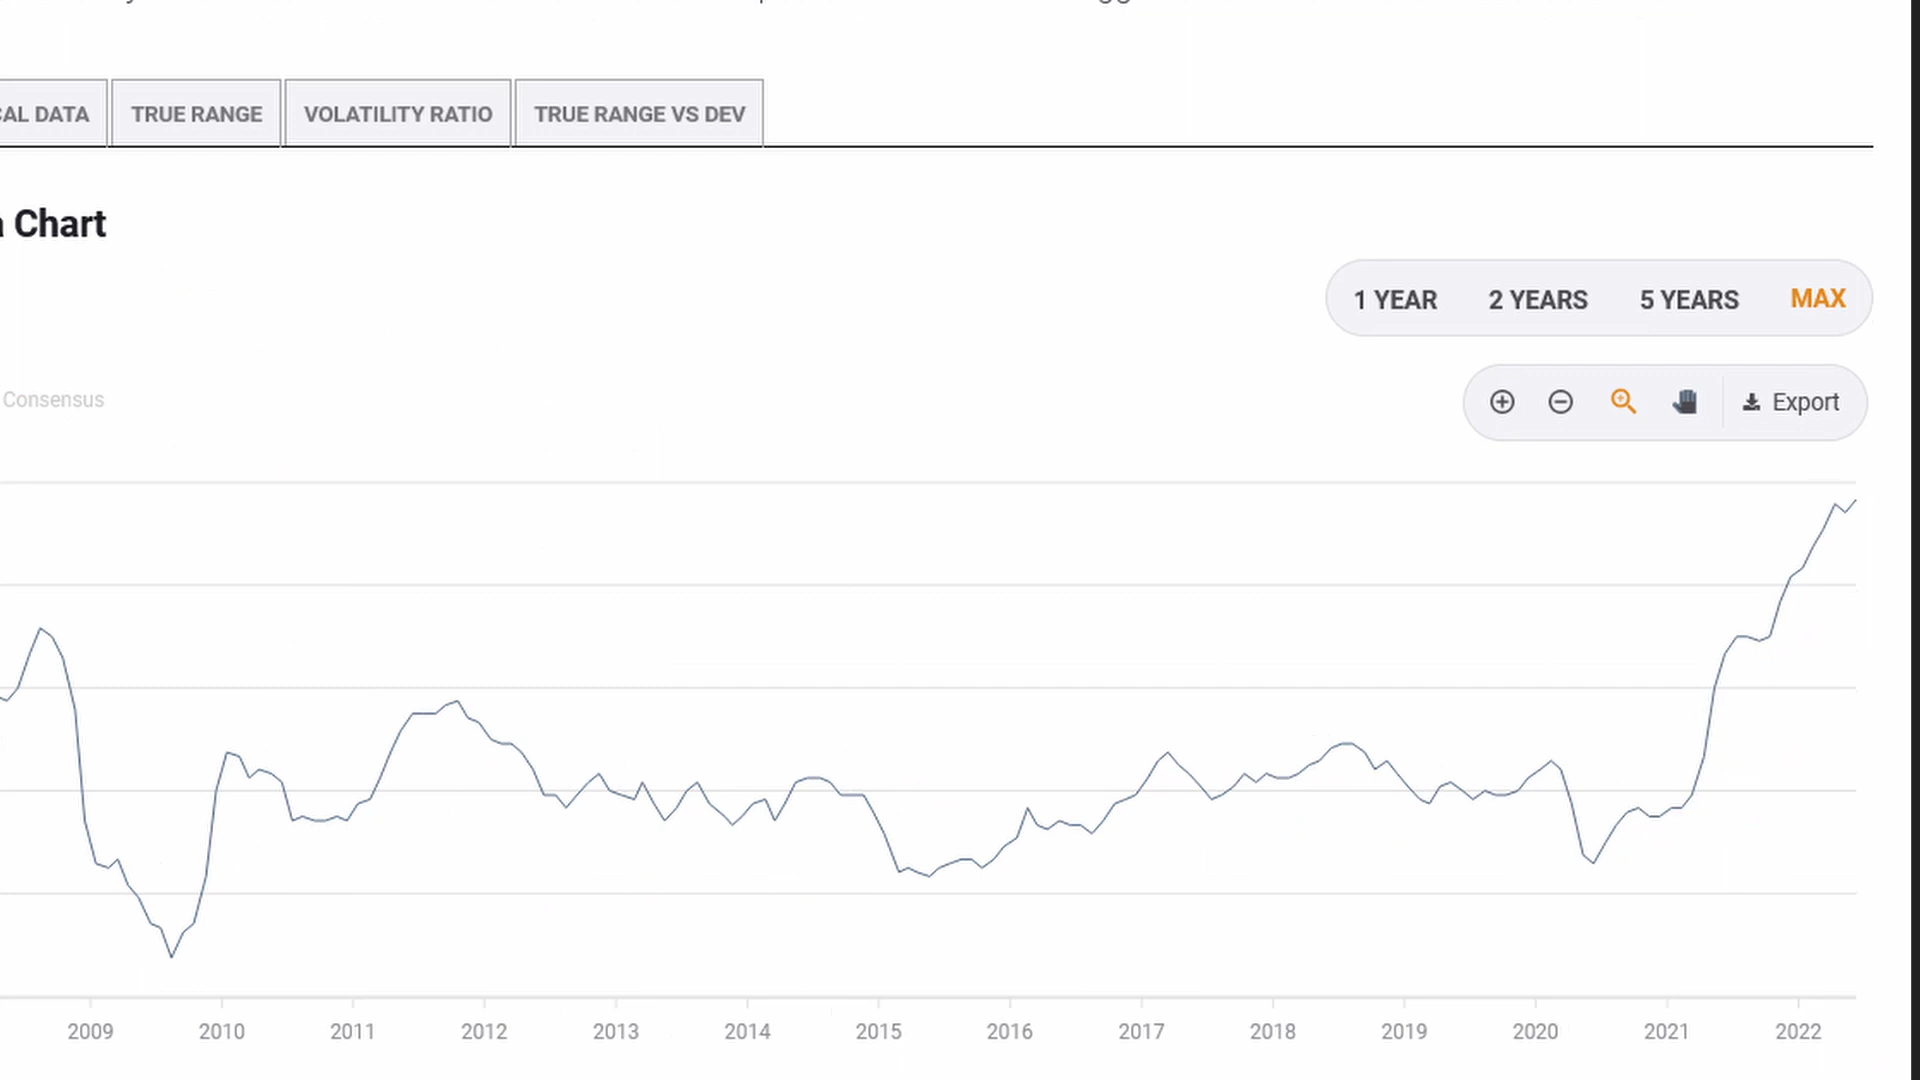 CAL DATA TRUE RANGE VOLATILITY RATIO TRUE RANGE VS DEV
Chart
1 YEAR 2 YEARS 5 YEARS MAX
Consensus
Export
2009 2010 2011 2012 2013 2014 2015 2016 2017 2018 2019 2020 2021 2022